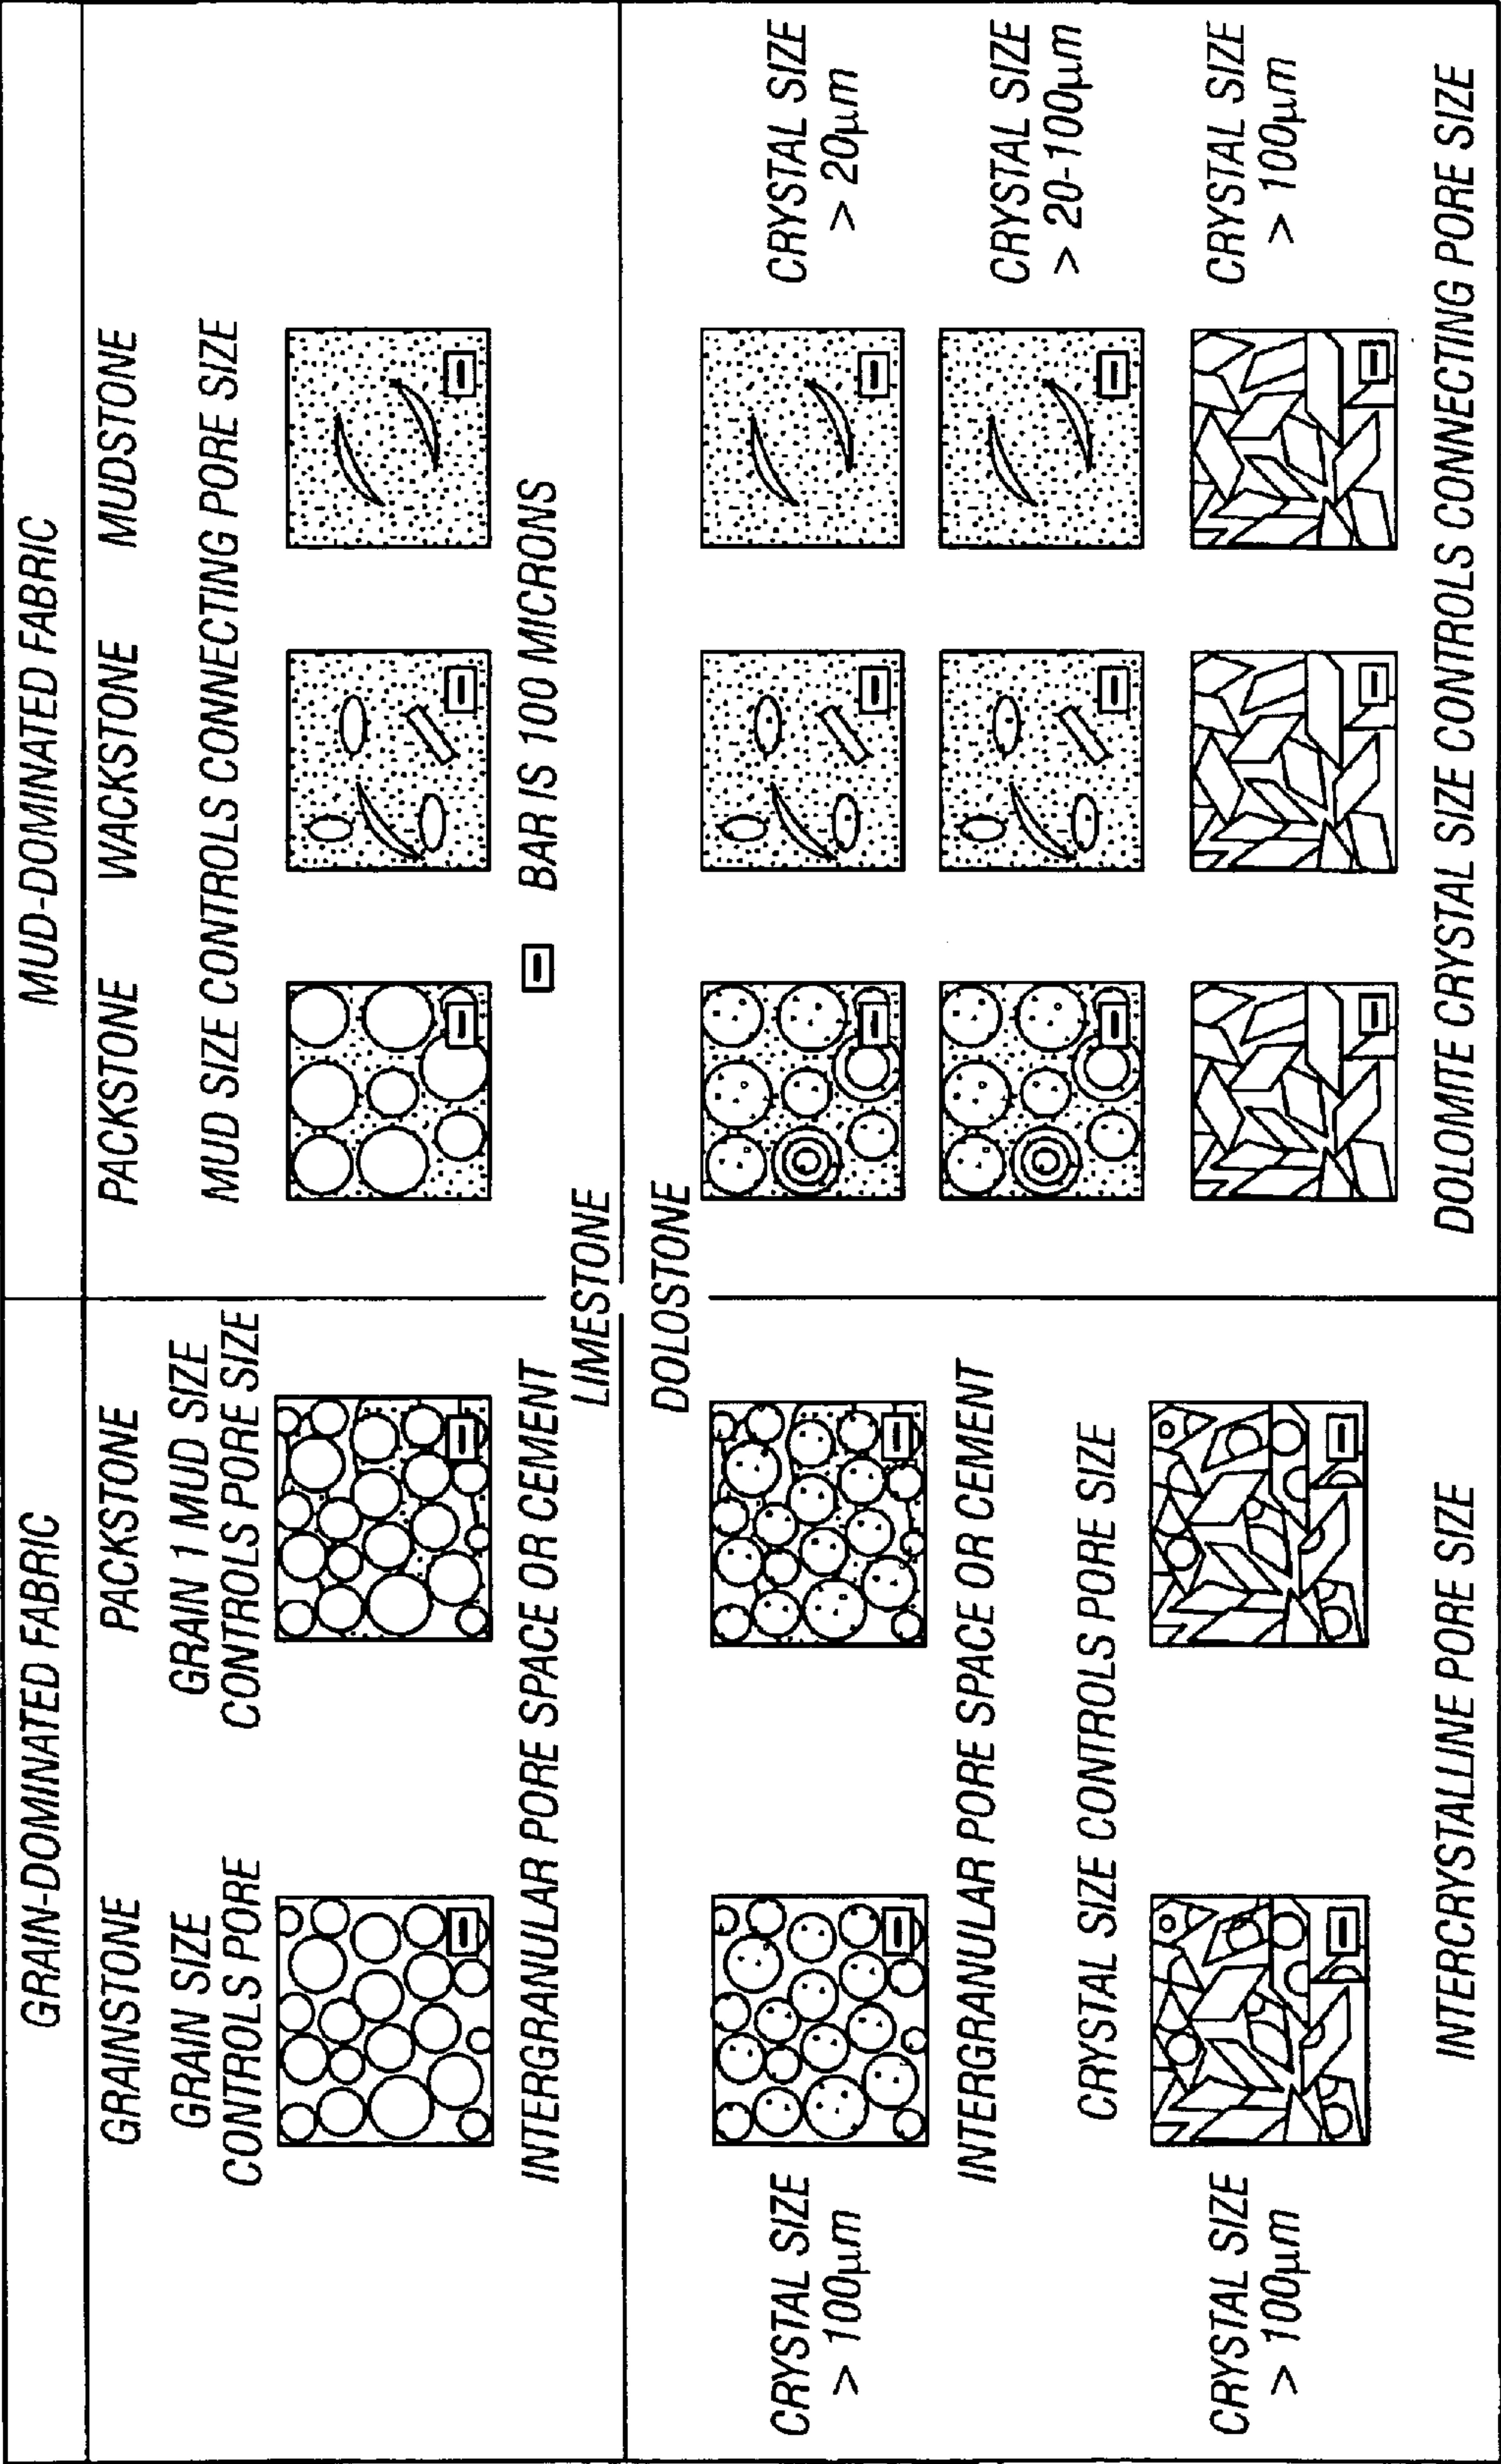 GRAIN-DOMINATED FABRIC
MUD-DOMINATED FABRIC
GRAINSTONE
PACKSTONE
PACKSTONE
WACKSTONE
MUDSTONE
GRAIN SIZE
CONTROLS PORE
GRAIN 1 MUD SIZE
CONTROLS PORE SIZE
MUD SIZE CONTROLS CONNECTING PORE SIZE
INTERGRANULAR PORE SPACE OR CEMENT
BAR IS 100 MICRONS
LIMESTONE
DOLOSTONE
CRYSTAL SIZE
> 100µm
CRYSTAL SIZE
> 20µm
INTERGRANULAR PORE SPACE OR CEMENT
CRYSTAL SIZE
> 20-100µm
CRYSTAL SIZE CONTROLS PORE SIZE
CRYSTAL SIZE
> 100µm
CRYSTAL SIZE
> 100µm
INTERCRYSTALLINE PORE SIZE
DOLOMITE CRYSTAL SIZE CONTROLS CONNECTING PORE SIZE